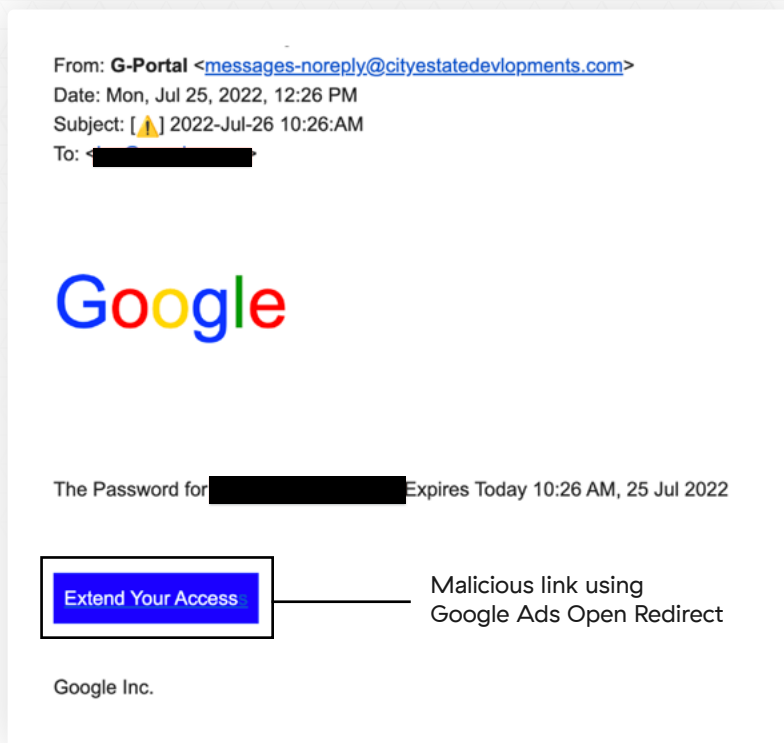 From: G-Portal <messages-noreply@cityestatedevlopments.com>
Date: Mon, Jul 25, 2022, 12:26 PM
Subject: [⚠️] 2022-Jul-26 10:26:AM
To: < >
Google
The Password for Expires Today 10:26 AM, 25 Jul 2022
Extend Your Accesss
Malicious link using
Google Ads Open Redirect
Google Inc.